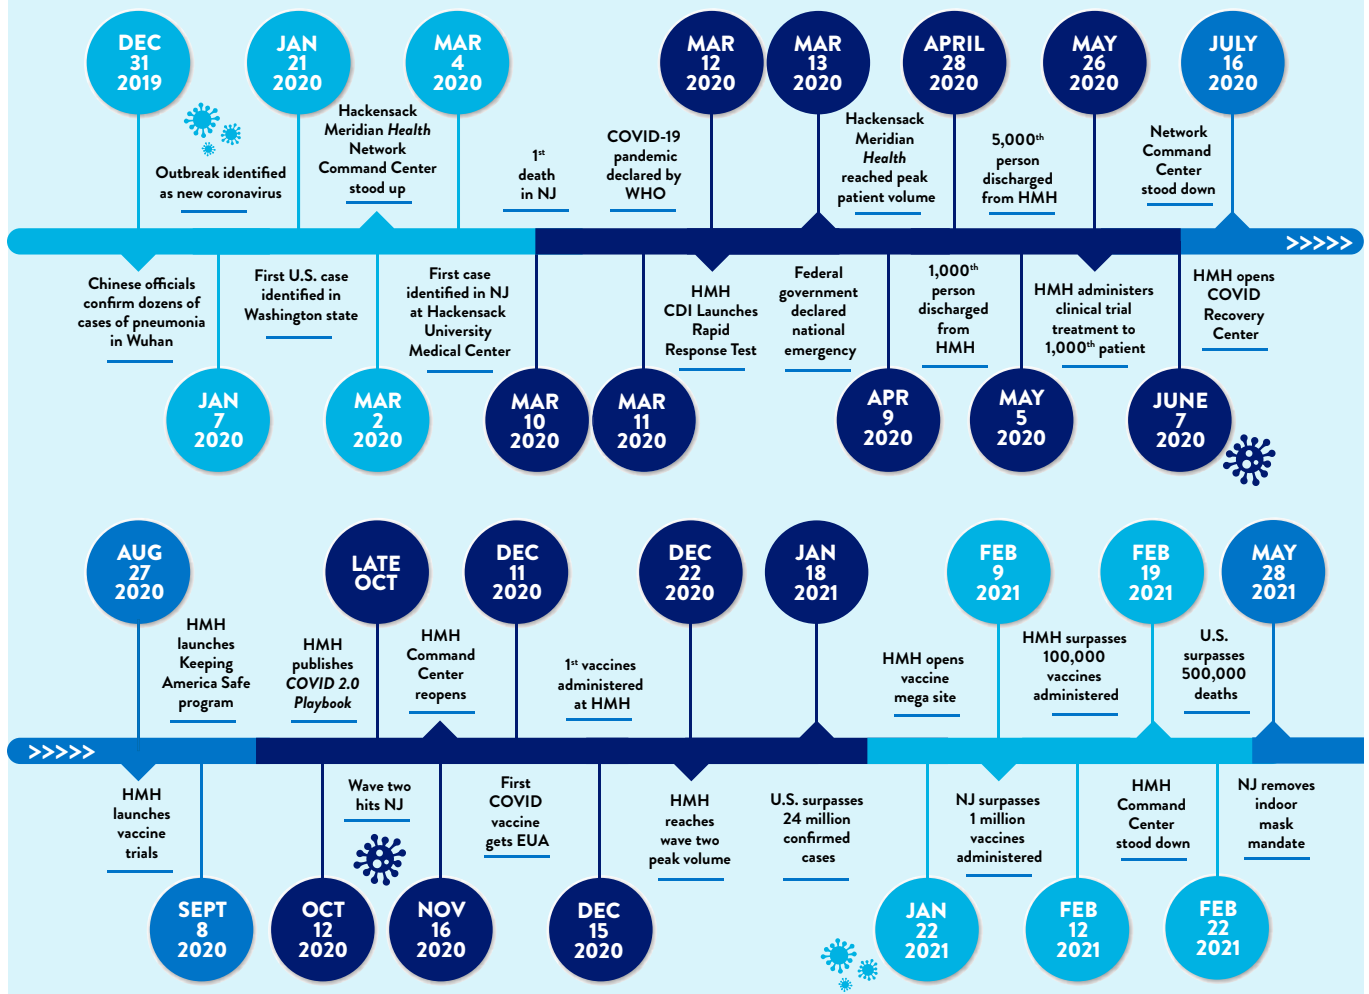 DEC
31
2019
JAN
21
2020
MAR
4
2020
MAR
12
2020
MAR
13
2020
APRIL
28
2020
MAY
26
2020
JULY
16
2020
Outbreak identified
as new coronavirus
Hackensack
Meridian Health
Network
Command Center
stood up
1st
death
in NJ
COVID-19
pandemic
declared by
WHO
Hackensack
Meridian
Health
reached peak
patient volume
5,000th
person
discharged
from HMH
Network
Command
Center
stood down
>>>>>
Chinese officials
confirm dozens of
cases of pneumonia
in Wuhan
First U.S. case
identified in
Washington state
First case
identified in NJ
at Hackensack
University
Medical Center
HMH
CDI Launches
Rapid
Response Test
Federal
government
declared
national
emergency
1,000th
person
discharged
from
HMH
HMH administers
clinical trial
treatment to
1,000th patient
HMH opens
COVID
Recovery
Center
JAN
7
2020
MAR
2
2020
MAR
10
2020
MAR
11
2020
APR
9
2020
MAY
5
2020
JUNE
7
2020
AUG
27
2020
LATE
OCT
DEC
11
2020
DEC
22
2020
JAN
18
2021
FEB
9
2021
FEB
19
2021
MAY
28
2021
HMH
launches
Keeping
America Safe
program
HMH
publishes
COVID 2.0
Playbook
HMH
Command
Center
reopens
1st vaccines
administered
at HMH
HMH opens
vaccine
mega site
HMH surpasses
100,000
vaccines
administered
U.S.
surpasses
500,000
deaths
>>>>>
HMH
launches
vaccine
trials
Wave two
hits NJ
First
COVID
vaccine
gets EUA
HMH
reaches
wave two
peak volume
U.S. surpasses
24 million
confirmed
cases
NJ surpasses
1 million
vaccines
administered
HMH
Command
Center
stood down
NJ removes
indoor
mask
mandate
SEPT
8
2020
OCT
12
2020
NOV
16
2020
DEC
15
2020
JAN
22
2021
FEB
12
2021
FEB
22
2021